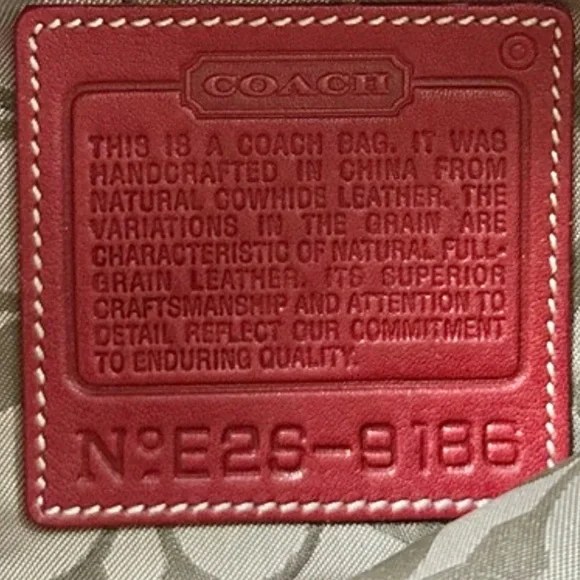 COACH
THIS IS A COACH BAG. IT WAS
HANDCRAFTED IN CHINA FROM
NATURAL COWHIDE LEATHER. THE
VARIATIONS IN THE GRAIN ARE
CHARACTERISTIC OF NATURAL FULL-
GRAIN LEATHER. ITS SUPERIOR
CRAFTSMANSHIP AND ATTENTION TO
DETAIL REFLECT OUR COMMITMENT
TO ENDURING QUALITY.
Nº E2S-9186